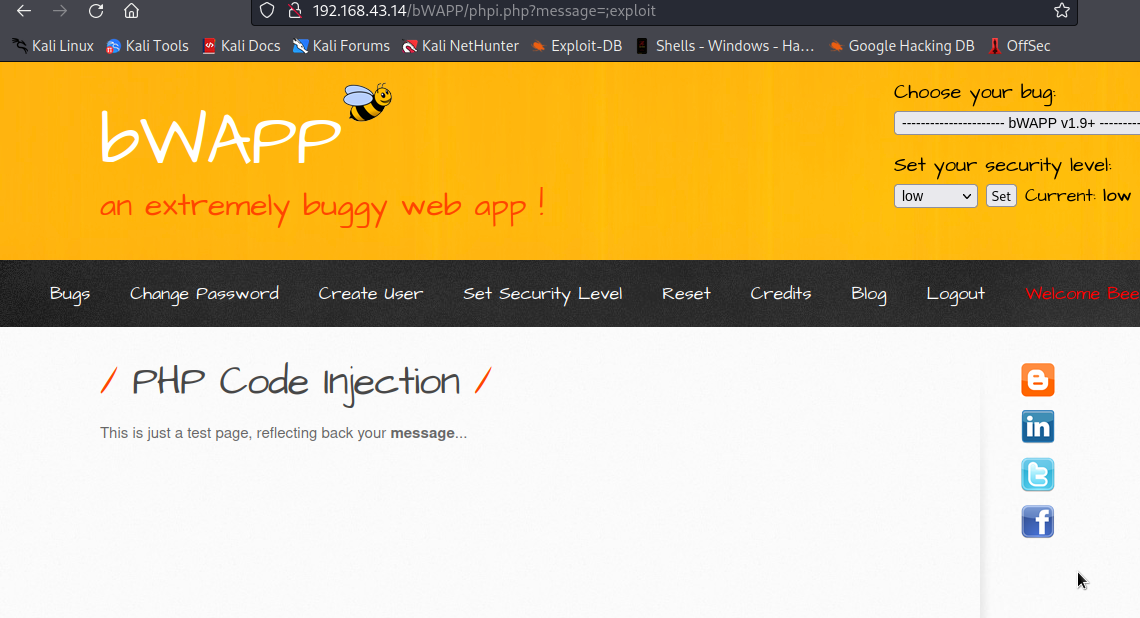 192.168.43.14/bWAPP/phpi.php?message=;exploit
Kali Linux Kali Tools Kali Docs Kali Forums Kali NetHunter Exploit-DB Shells - Windows - Ha… Google Hacking DB OffSec
bWAPP
an extremely buggy web app !
Choose your bug:
---------------------- bWAPP v1.9+ ---------
Set your security level:
low Set Current: low
Bugs Change Password Create User Set Security Level Reset Credits Blog Logout Welcome Bee
/ PHP Code Injection /
This is just a test page, reflecting back your message...